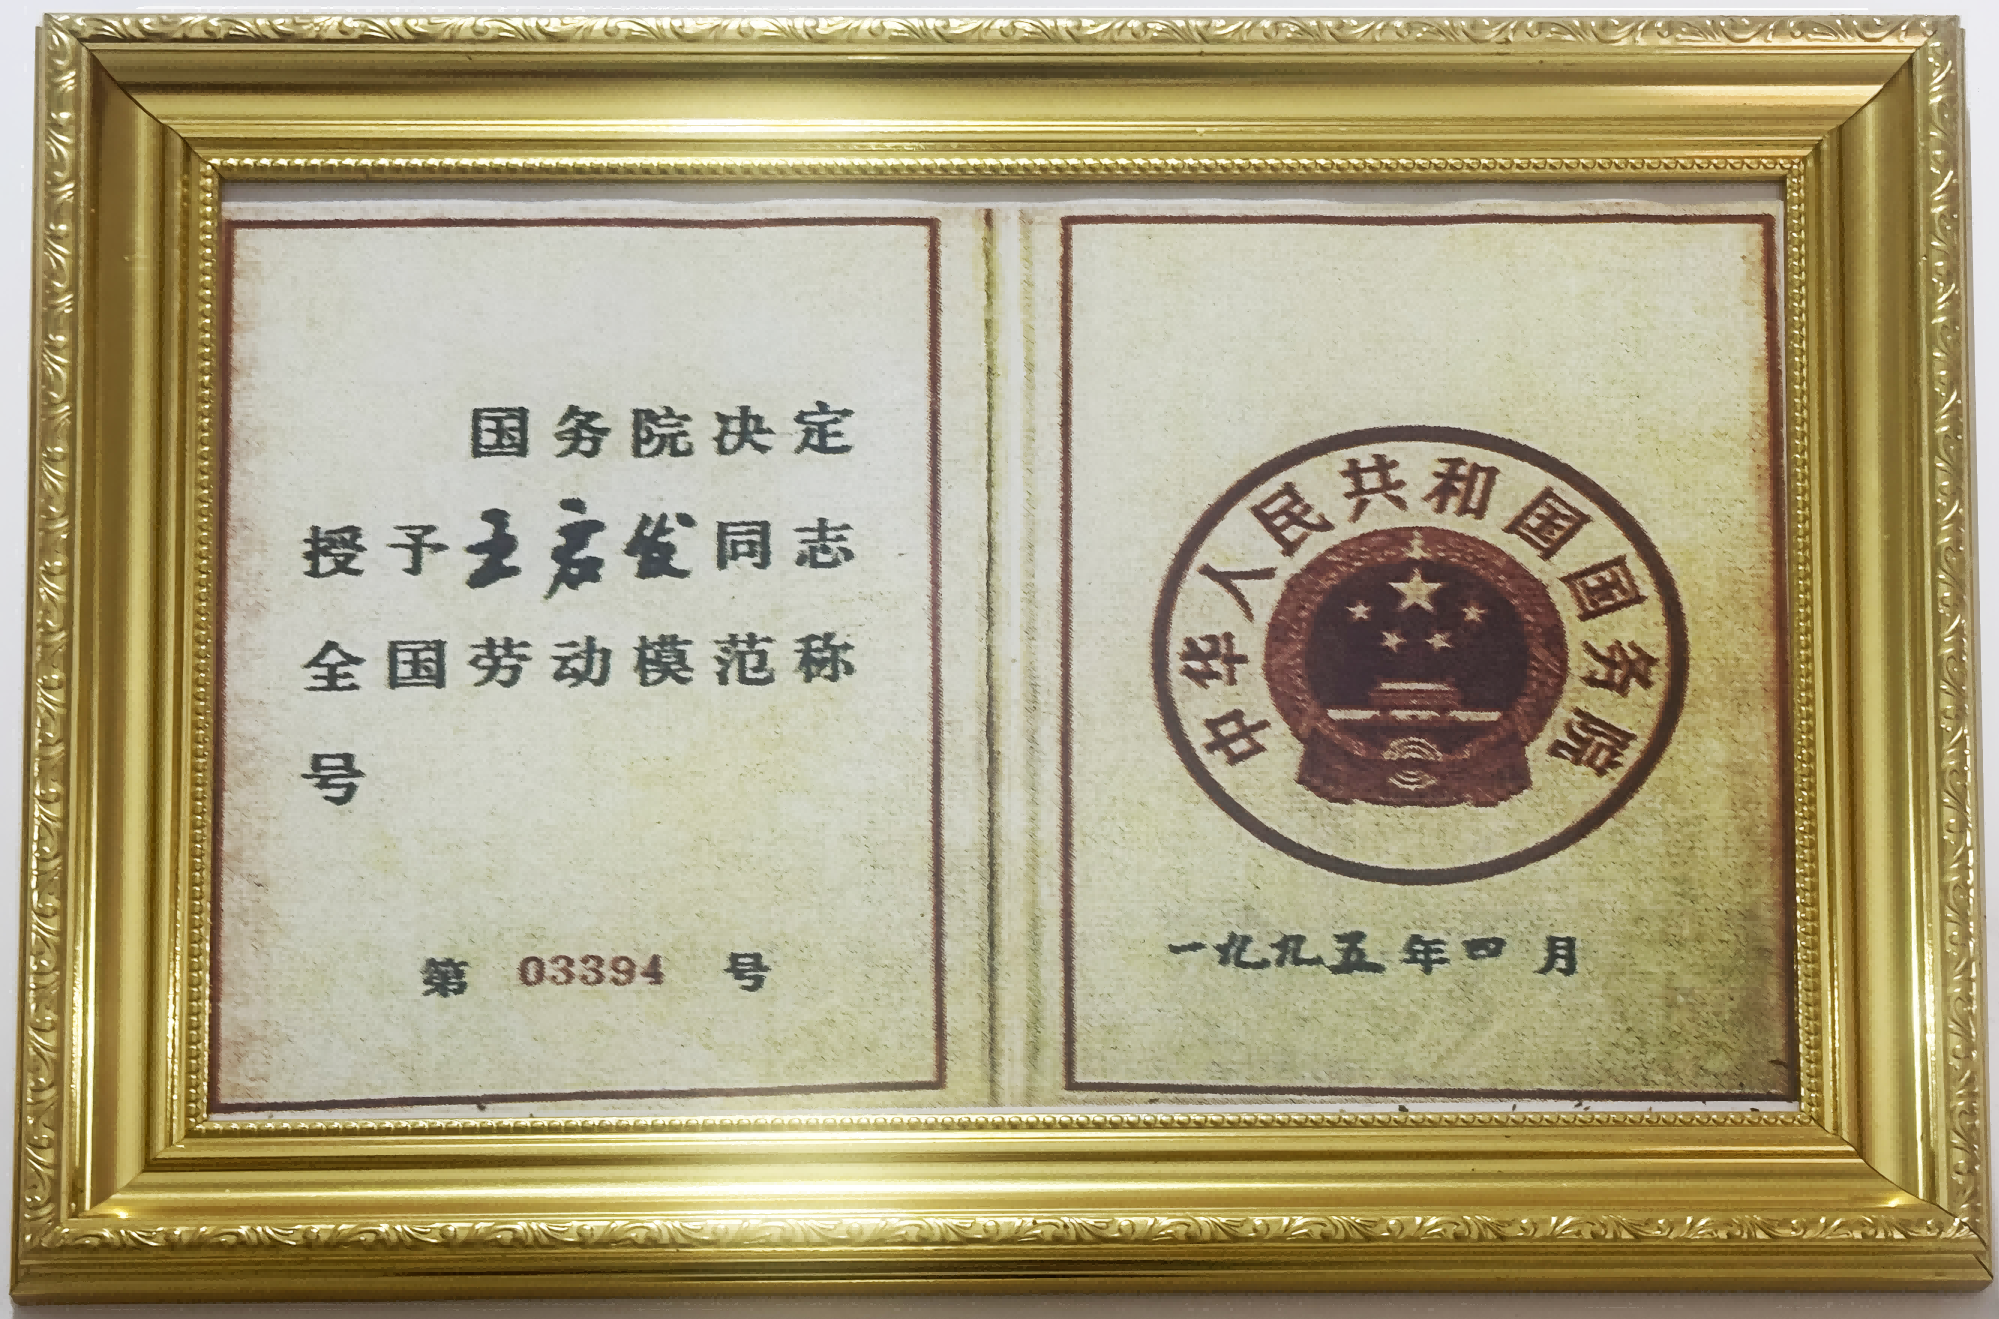 国务院决定
授予王君发同志
全国劳动模范称
号
第 03394 号
中华人民共和国国务院
一九九五年四月